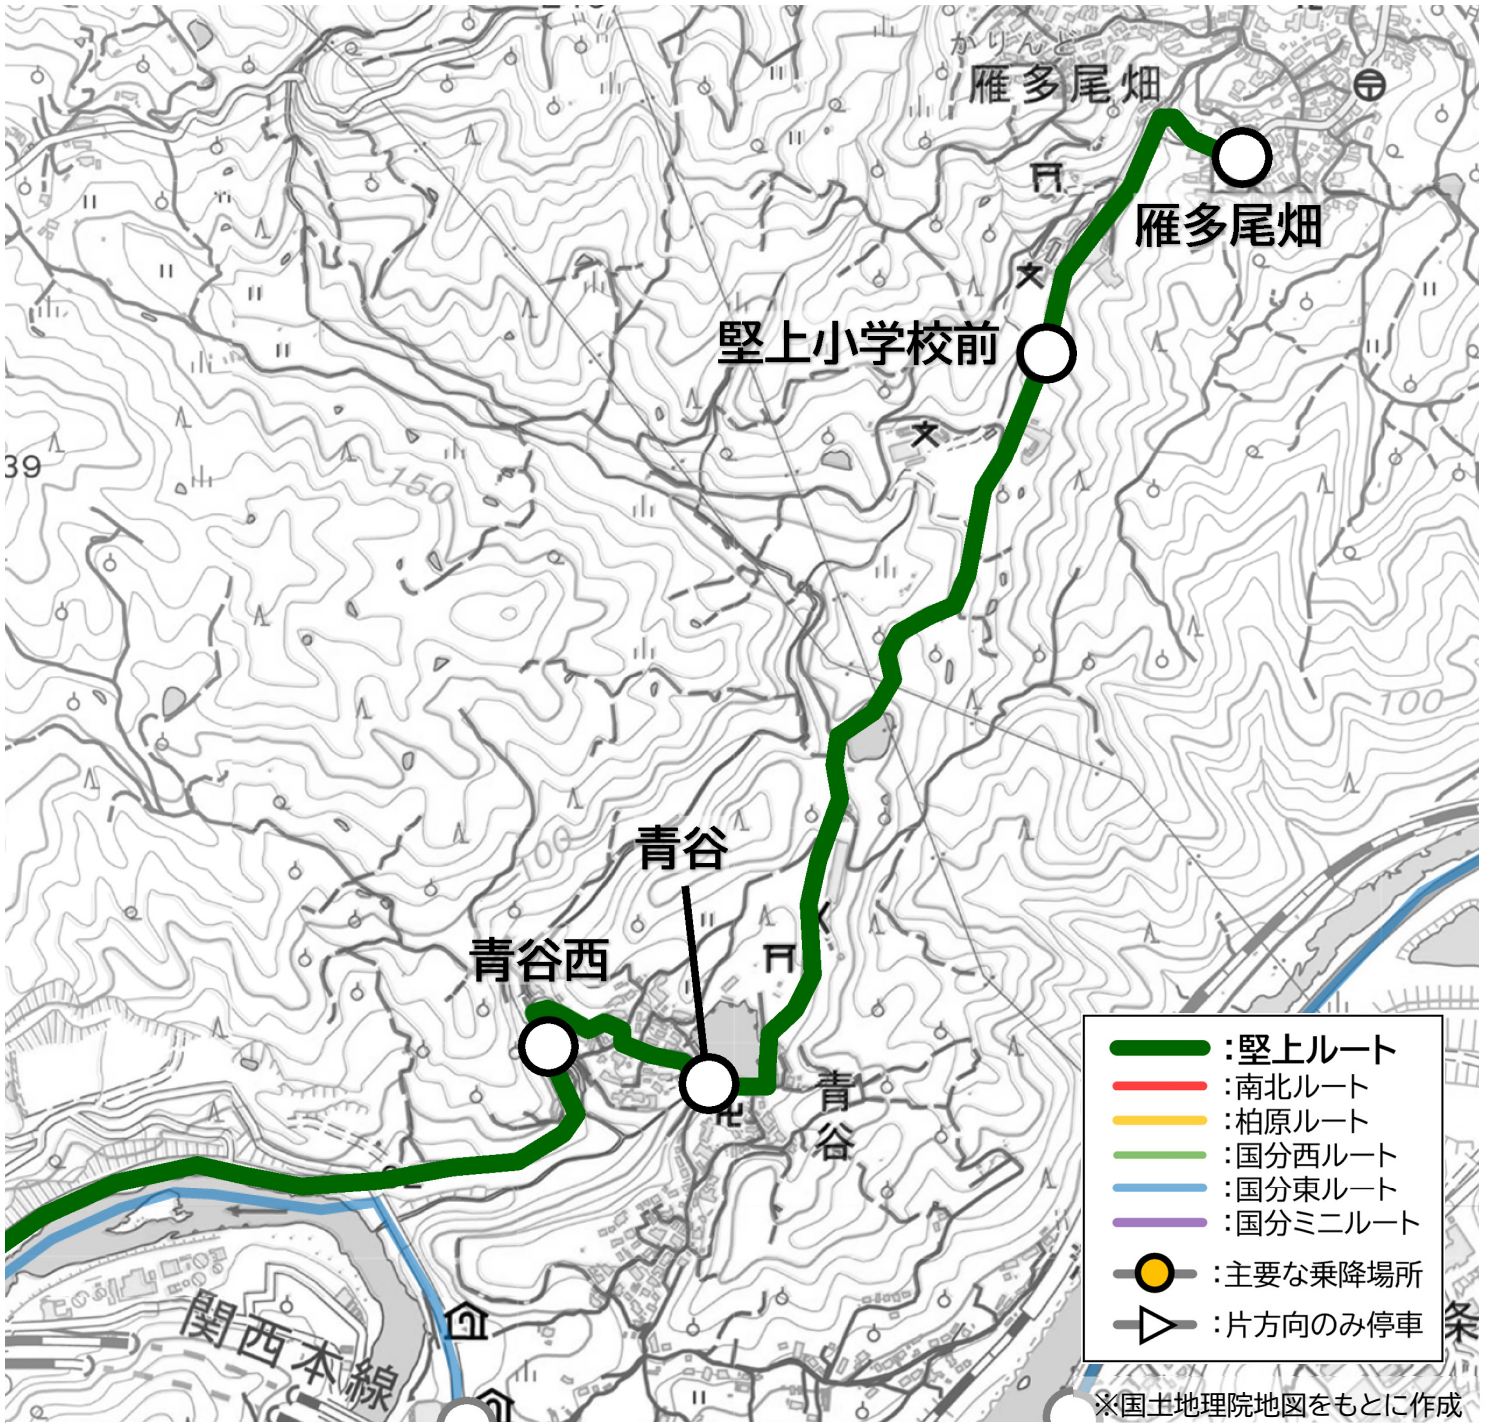 かりんど
雁多尾畑
雁多尾畑
堅上小学校前
39
150
100
青谷
100
青谷西
青谷
関西本線
:堅上ルート
:南北ルート
:柏原ルート
:国分西ルート
:国分東ルート
:国分ミニルート
:主要な乗降場所
:片方向のみ停車
条
※国土地理院地図をもとに作成